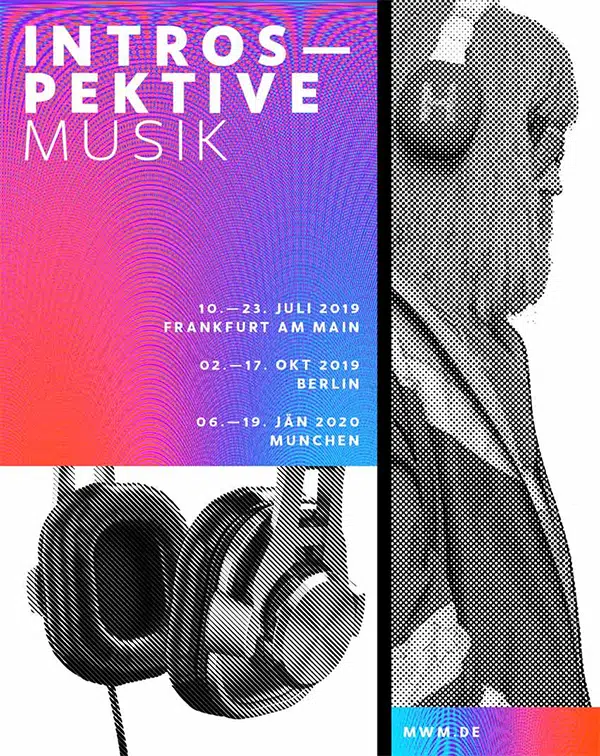 INTROS—
PEKTIVE
MUSIK
10.—23. JULI 2019
FRANKFURT AM MAIN
02.—17. OKT 2019
BERLIN
06.—19. JÄN 2020
MUNCHEN
MWM.DE